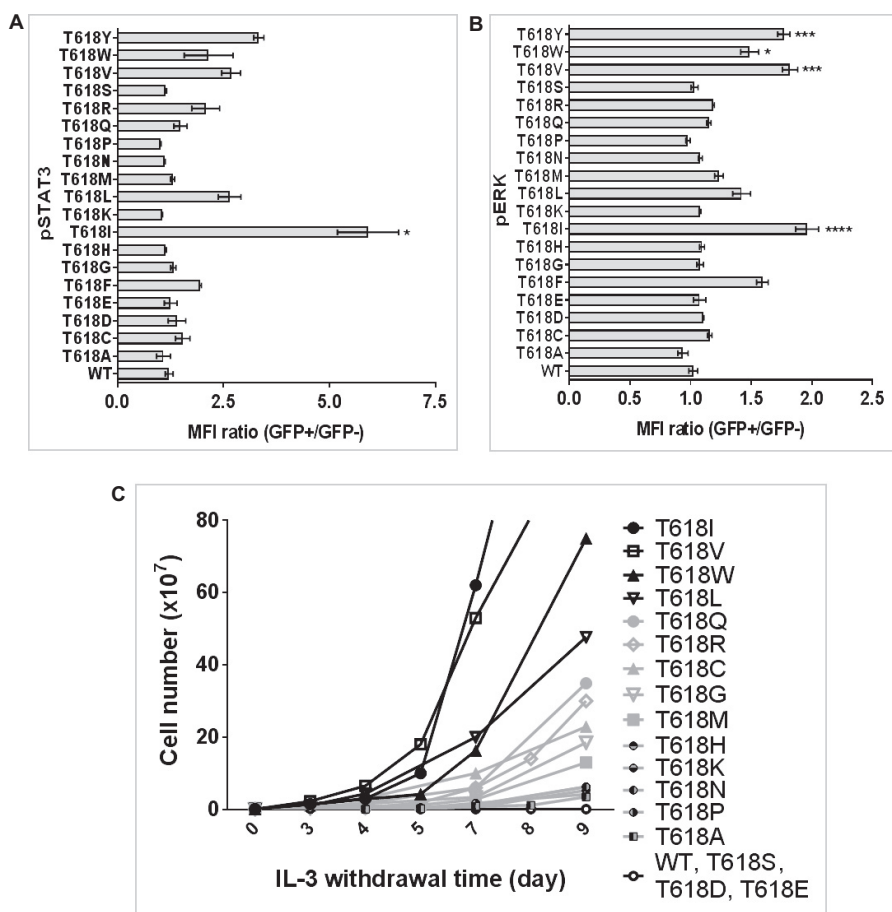 A
pSTAT3
T618Y
T618W
T618V
T618S
T618R
T618Q
T618P
T618N
T618M
T618L
T618K
T618I
*
T618H
T618G
T618F
T618E
T618D
T618C
T618A
WT
0.0 2.5 5.0 7.5
MFI ratio (GFP+/GFP-)
B
pERK
T618Y ***
T618W *
T618V ***
T618S
T618R
T618Q
T618P
T618N
T618M
T618L
T618K
T618I ****
T618H
T618G
T618F
T618E
T618D
T618C
T618A
WT
0.0 0.5 1.0 1.5 2.0 2.5
MFI ratio (GFP+/GFP-)
C
Cell number (x10⁷)
80
60
40
20
0
0 3 4 5 7 9
IL-3 withdrawal time (day)
T618I
T618V
T618W
T618L
T618Q
T618R
T618C
T618G
T618M
T618H
T618K
T618N
T618P
T618A
WT, T618S,
T618D, T618E